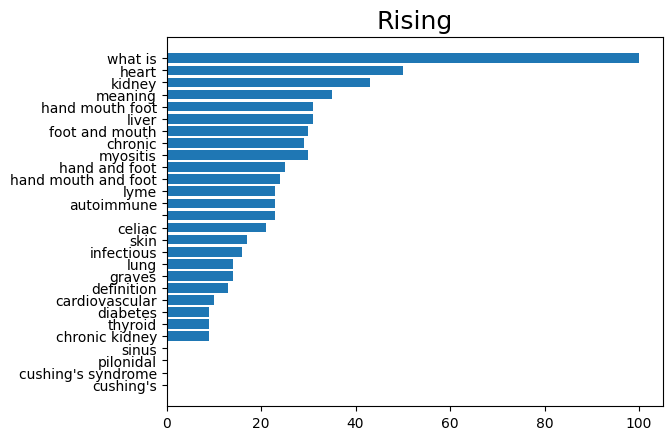 Rising
what is
heart
kidney
meaning
hand mouth foot
liver
foot and mouth
chronic
myositis
hand and foot
hand mouth and foot
lyme
autoimmune
celiac
skin
infectious
lung
graves
definition
cardiovascular
diabetes
thyroid
chronic kidney
sinus
pilonidal
cushing's syndrome
cushing's
0 20 40 60 80 100